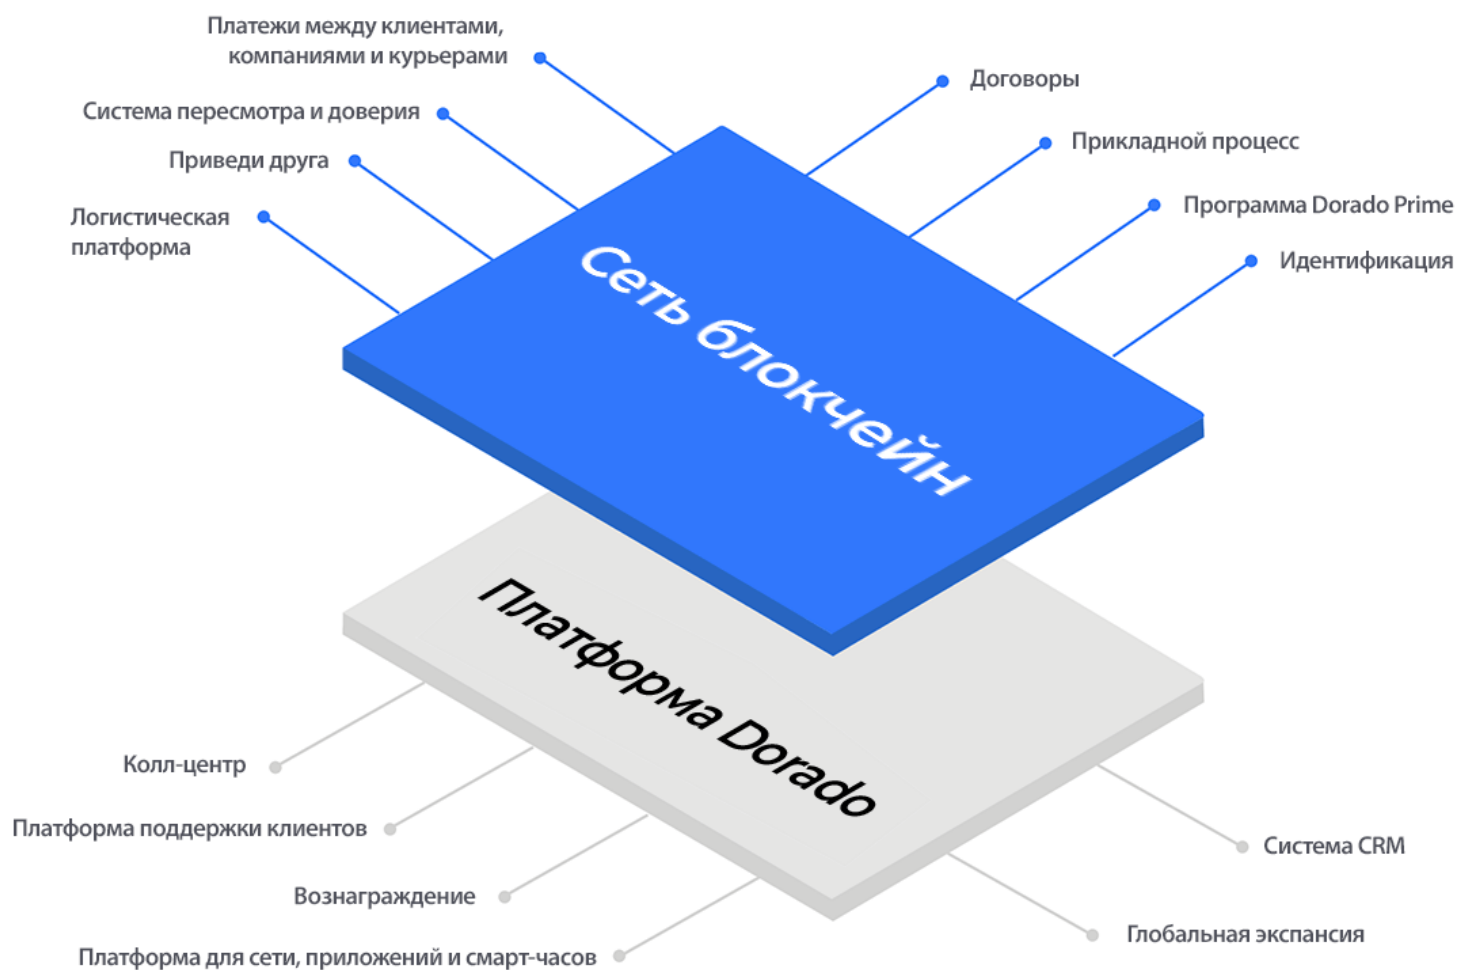 Платежи между клиентами,
компаниями и курьерами
Система пересмотра и доверия
Приведи друга
Логистическая
платформа
Договоры
Прикладной процесс
Программа Dorado Prime
Идентификация
Сеть блокчейн
Платформа Dorado
Колл-центр
Платформа поддержки клиентов
Вознаграждение
Платформа для сети, приложений и смарт-часов
Система CRM
Глобальная экспансия